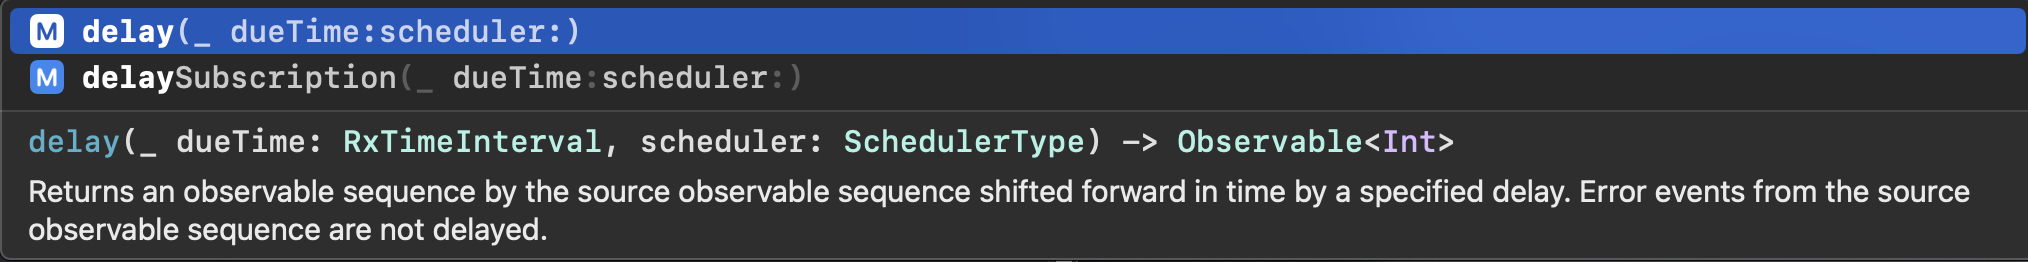 M delay(_ dueTime:scheduler:)
M delaySubscription(_ dueTime:scheduler:)
delay(_ dueTime: RxTimeInterval, scheduler: SchedulerType) -> Observable<Int>
Returns an observable sequence by the source observable sequence shifted forward in time by a specified delay. Error events from the source
observable sequence are not delayed.